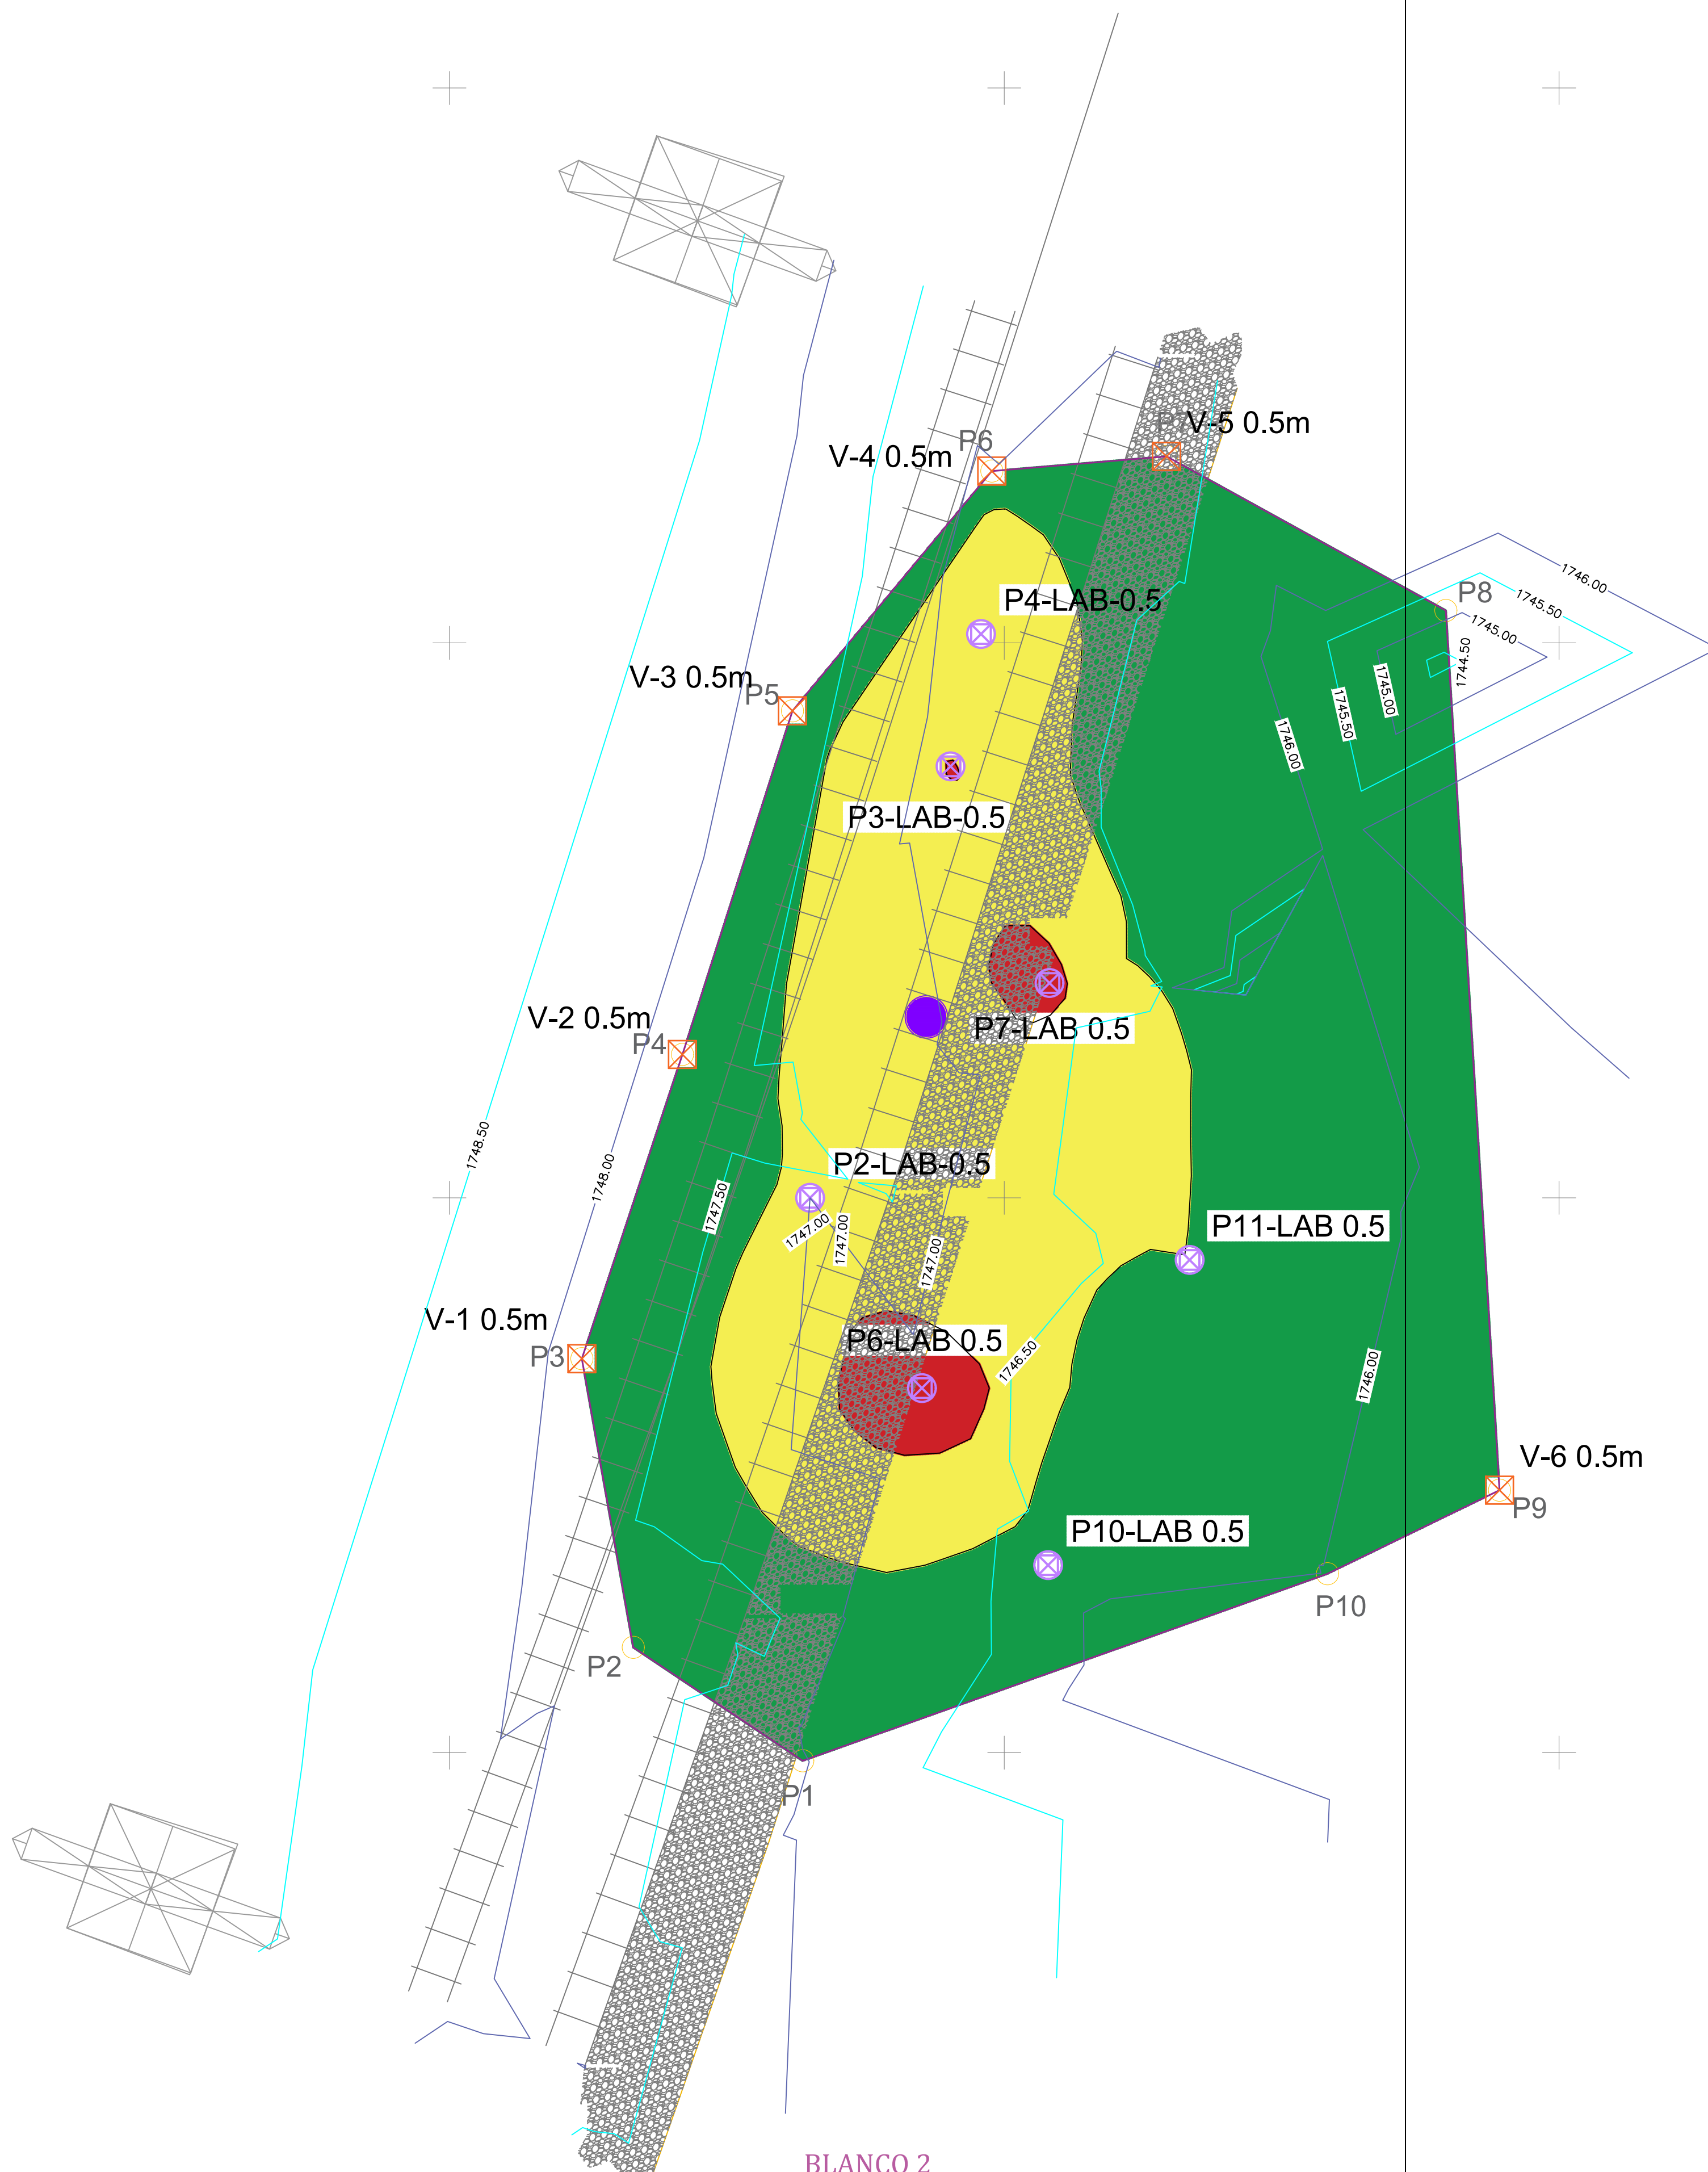 V-5 0.5m
P6
V-4 0.5m
1746.00
P8
1745.50
1745.00
P4-LAB-0.5
1744.50
V-3 0.5m
P5
1745.00
1745.50
1746.00
P3-LAB-0.5
V-2 0.5m
P4
P7-LAB 0.5
1748.50
1748.00
P2-LAB-0.5
1747.50
1747.00
1747.00
1747.00
P11-LAB 0.5
V-1 0.5m
P3
P6-LAB 0.5
1746.50
1746.00
V-6 0.5m
P9
P10-LAB 0.5
P10
P2
P1
BLANCO 2